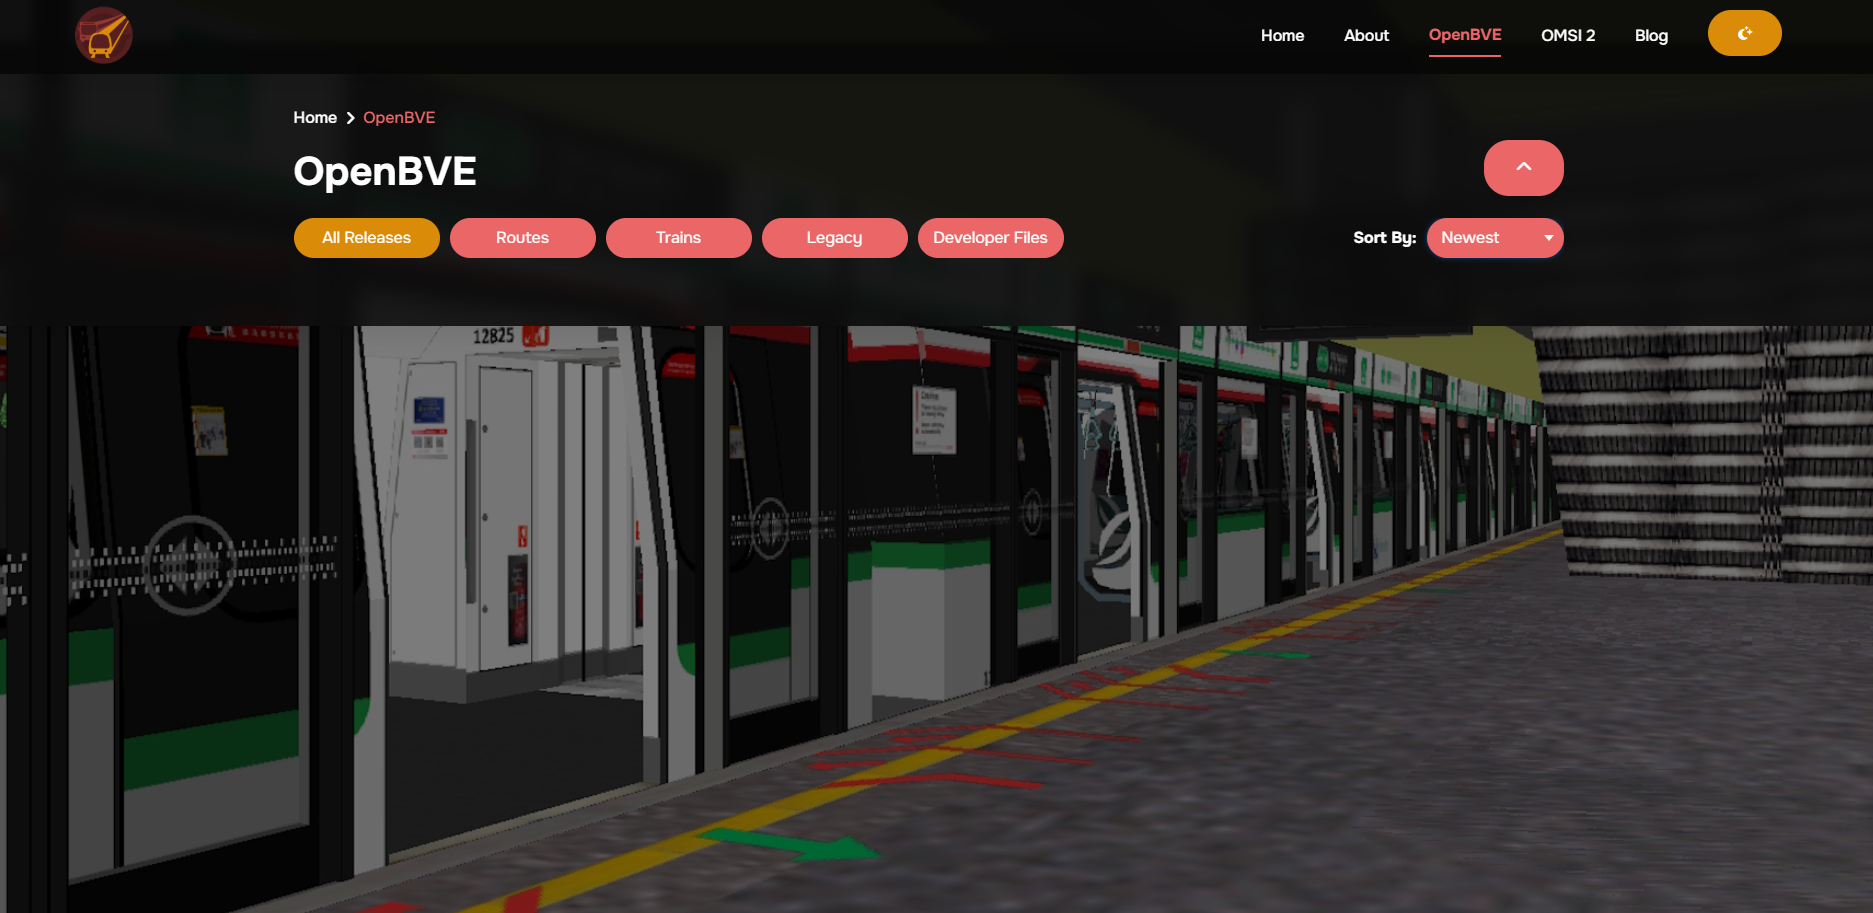 Home About OpenBVE OMSI 2 Blog
Home > OpenBVE
OpenBVE
All Releases Routes Trains Legacy Developer Files Sort By: Newest
12825